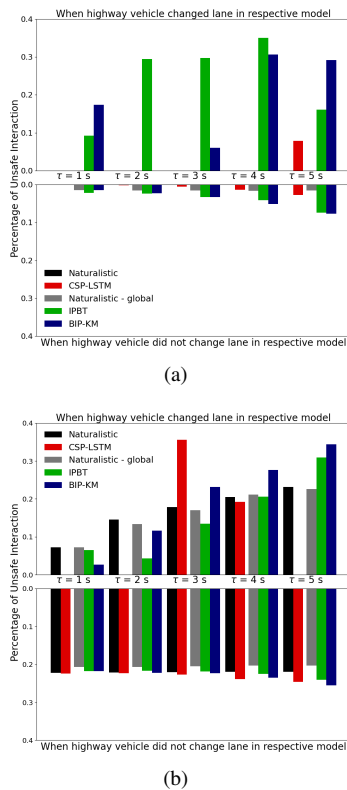 When highway vehicle changed lane in respective model
0.4
0.3
0.2
0.1
0.0
τ = 1 s τ = 2 s τ = 3 s τ = 4 s τ = 5 s
0.0
0.1
0.2
0.3
0.4
Percentage of Unsafe Interaction
Naturalistic
CSP-LSTM
Naturalistic - global
IPBT
BIP-KM
When highway vehicle did not change lane in respective model
(a)
When highway vehicle changed lane in respective model
0.4
0.3
0.2
0.1
0.0
Naturalistic
CSP-LSTM
Naturalistic - global
IPBT
BIP-KM
τ = 1 s τ = 2 s τ = 3 s τ = 4 s τ = 5 s
0.0
0.1
0.2
0.3
0.4
Percentage of Unsafe Interaction
When highway vehicle did not change lane in respective model
(b)